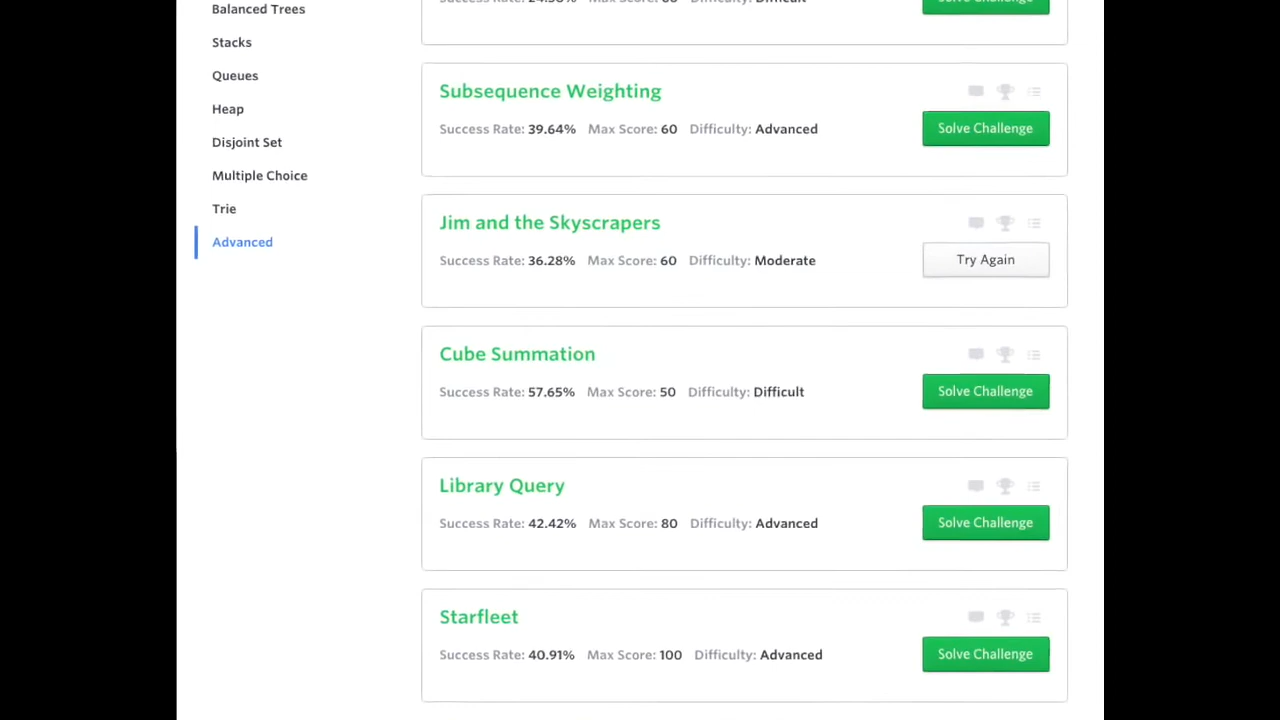 Balanced Trees
Stacks
Queues
Heap
Disjoint Set
Multiple Choice
Trie
Advanced
Solve Challenge
Subsequence Weighting
Success Rate: 39.64% Max Score: 60 Difficulty: Advanced
Solve Challenge
Jim and the Skyscrapers
Success Rate: 36.28% Max Score: 60 Difficulty: Moderate
Try Again
Cube Summation
Success Rate: 57.65% Max Score: 50 Difficulty: Difficult
Solve Challenge
Library Query
Success Rate: 42.42% Max Score: 80 Difficulty: Advanced
Solve Challenge
Starfleet
Success Rate: 40.91% Max Score: 100 Difficulty: Advanced
Solve Challenge